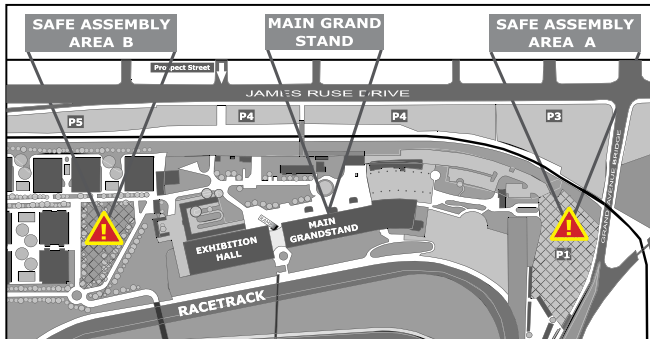 SAFE ASSEMBLY
AREA B
MAIN GRAND
STAND
SAFE ASSEMBLY
AREA A
Prospect Street
JAMES RUSE DRIVE
P5
P4
P4
P3
GRAND AVENUE BRIDGE
MAIN
GRANDSTAND
EXHIBITION
HALL
P1
RACETRACK